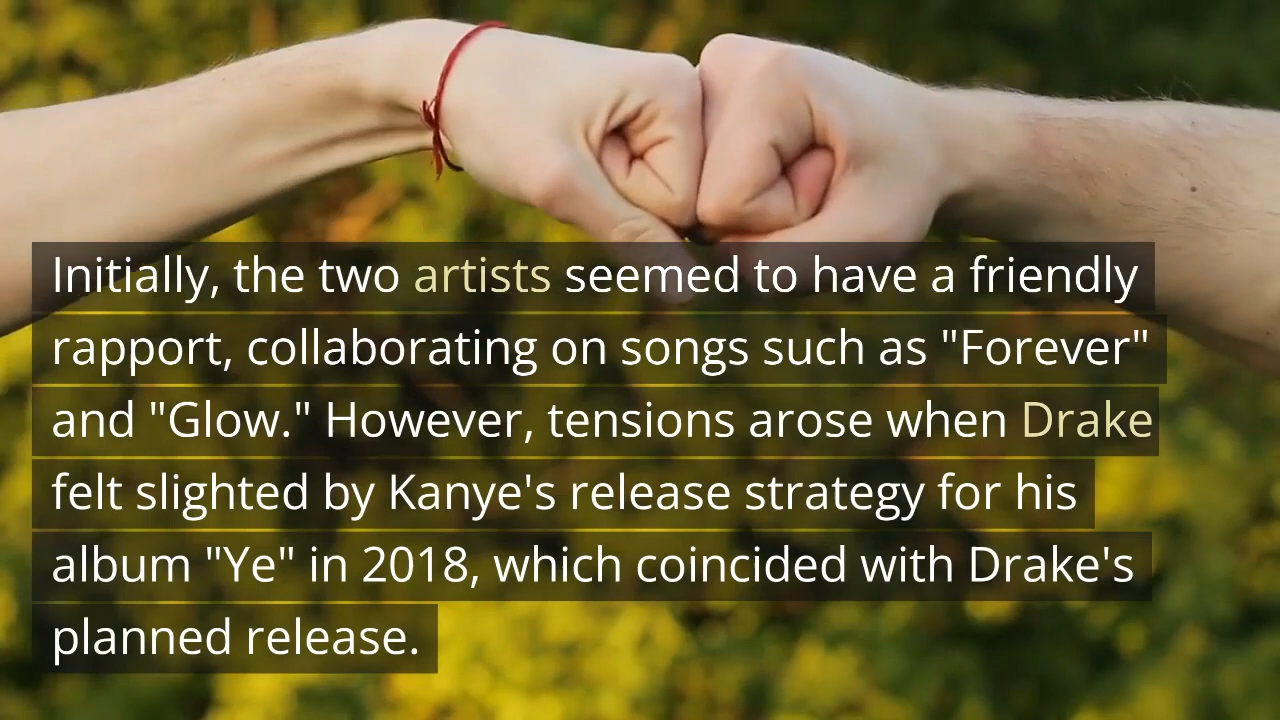 Initially, the two artists seemed to have a friendly
rapport, collaborating on songs such as "Forever"
and "Glow." However, tensions arose when Drake
felt slighted by Kanye's release strategy for his
album "Ye" in 2018, which coincided with Drake's
planned release.